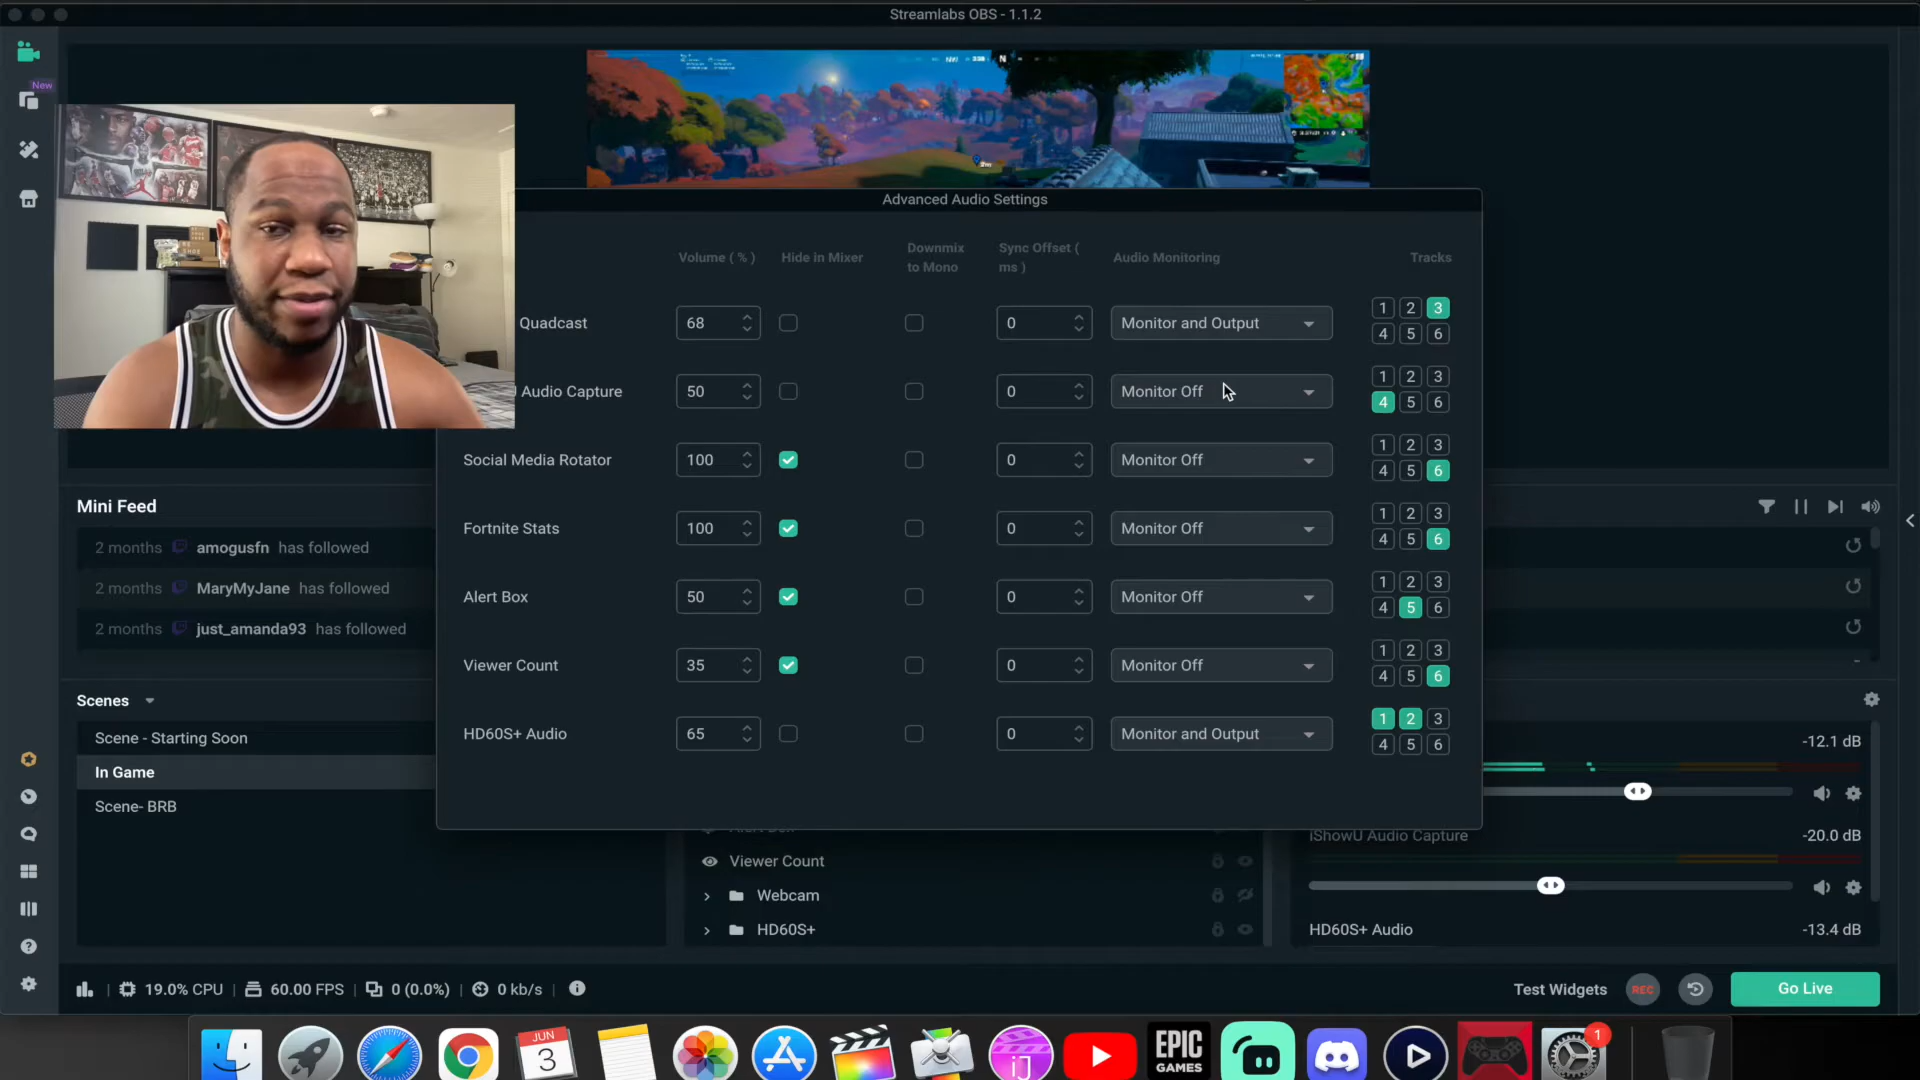 Streamlabs OBS - 1.1.2
New
N
Advanced Audio Settings
Volume ( % )
Hide in Mixer
Downmix
to Mono
Sync Offset (
ms )
Audio Monitoring
Tracks
Quadcast
68
0
Monitor and Output
1 2 3
4 5 6
Audio Capture
50
0
Monitor Off
1 2 3
4 5 6
Social Media Rotator
100
0
Monitor Off
1 2 3
4 5 6
Fortnite Stats
100
0
Monitor Off
1 2 3
4 5 6
Alert Box
50
0
Monitor Off
1 2 3
4 5 6
Viewer Count
35
0
Monitor Off
1 2 3
4 5 6
HD60S+ Audio
65
0
Monitor and Output
1 2 3
4 5 6
Mini Feed
2 months amogusfn has followed
2 months MaryMyJane has followed
2 months just_amanda93 has followed
Scenes
Scene - Starting Soon
In Game
Scene- BRB
Alert Box
Viewer Count
Webcam
HD60S+
-12.1 dB
iShowU Audio Capture
-20.0 dB
HD60S+ Audio
-13.4 dB
19.0% CPU
60.00 FPS
0 (0.0%)
0 kb/s
Test Widgets
REC
Go Live
JUN
3
iJ
EPIC
GAMES
1